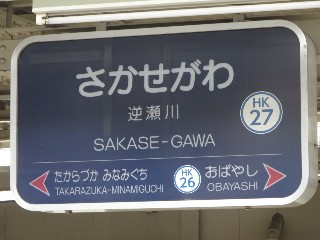 さかせがわ
逆瀬川
HK
27
SAKASE-GAWA
たからづか みなみぐち
TAKARAZUKA-MINAMIGUCHI
HK
26
おばやし
OBAYASHI